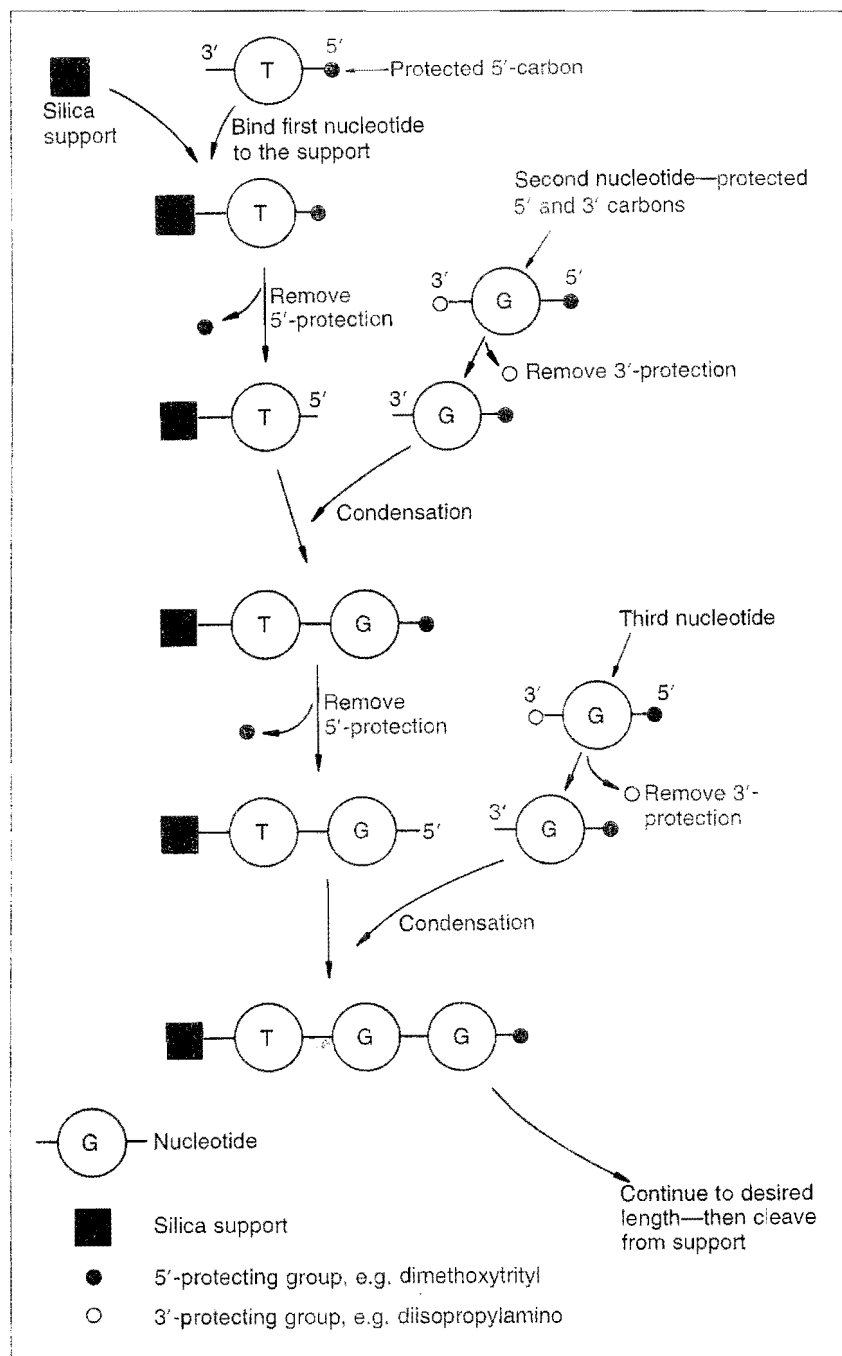 3′
5′
T
Protected 5′-carbon
Silica
support
Bind first nucleotide
to the support
T
Second nucleotide—protected
5′ and 3′ carbons
3′
5′
G
Remove
5′-protection
Remove 3′-protection
T
5′
3′
G
Condensation
T
G
Third nucleotide
3′
5′
G
Remove
5′-protection
Remove 3′-
protection
T
G
5′
3′
G
Condensation
T
G
G
G
Nucleotide
Continue to desired
length—then cleave
from support
Silica support
5′-protecting group, e.g. dimethoxytrityl
3′-protecting group, e.g. diisopropylamino